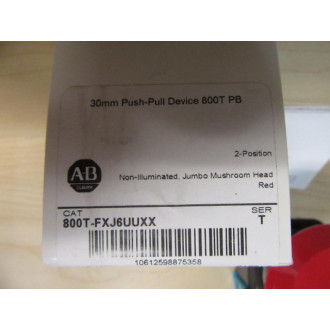 30mm Push-Pull Device 800T PB
2-Position
Non-Illuminated, Jumbo Mushroom Head
Red
AB
CAT
SER
800T-FXJ6UUXX
T
10612598875358